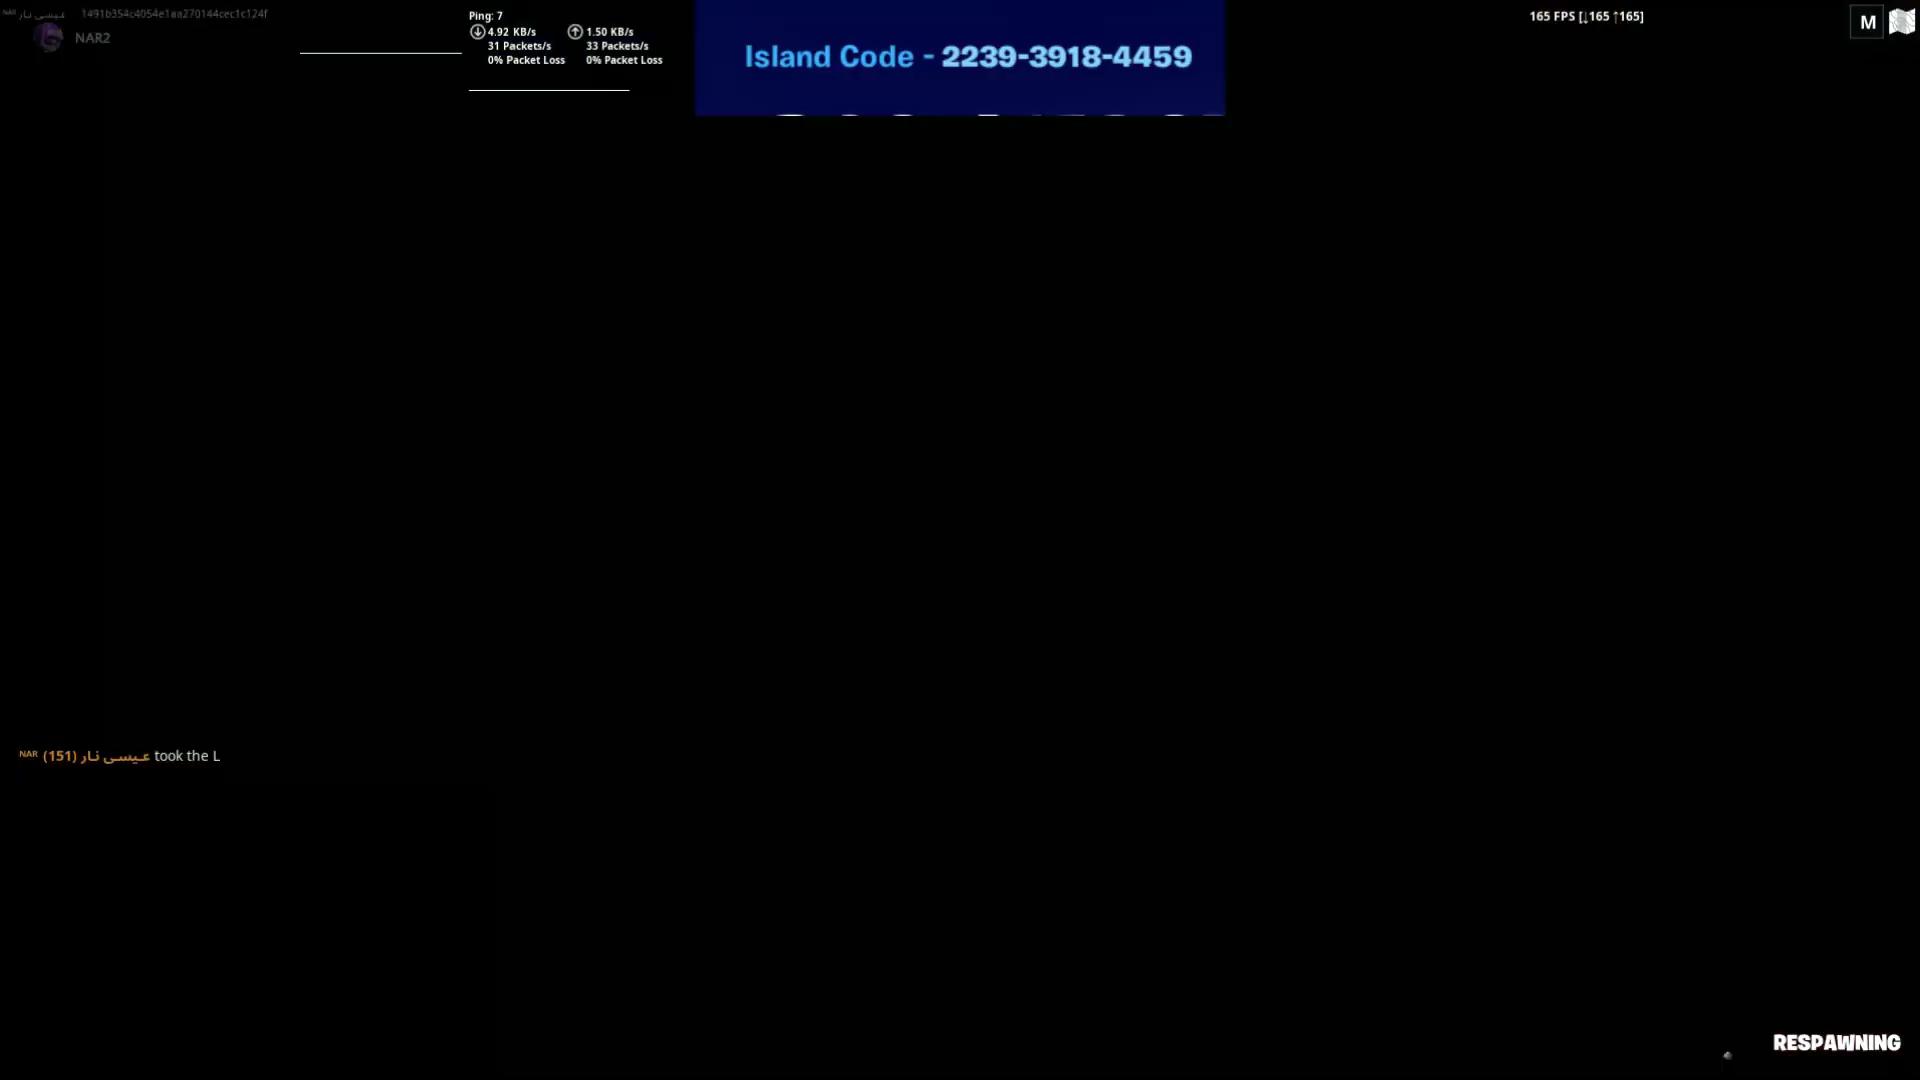 NAR عيسى نار 1491b354c4054e1aa270144cec1c124f
NAR2
Ping: 7
4.92 KB/s 1.50 KB/s
31 Packets/s 33 Packets/s
0% Packet Loss 0% Packet Loss
Island Code - 2239-3918-4459
165 FPS [↓165 ↑165]
M
NAR (151) عيسى نار took the L
RESPAWNING